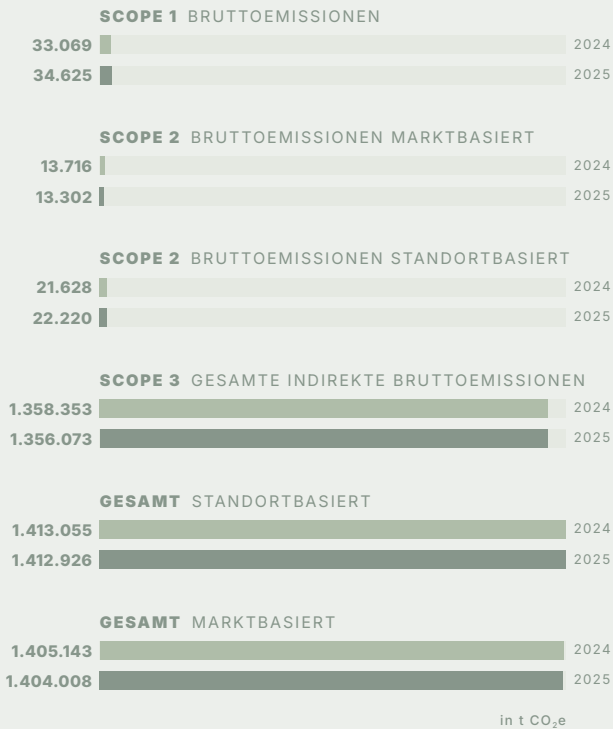 SCOPE 1 BRUTTOEMISSIONEN
33.069 2024
34.625 2025
SCOPE 2 BRUTTOEMISSIONEN MARKTBASIERT
13.716 2024
13.302 2025
SCOPE 2 BRUTTOEMISSIONEN STANDORTBASIERT
21.628 2024
22.220 2025
SCOPE 3 GESAMTE INDIREKTE BRUTTOEMISSIONEN
1.358.353 2024
1.356.073 2025
GESAMT STANDORTBASIERT
1.413.055 2024
1.412.926 2025
GESAMT MARKTBASIERT
1.405.143 2024
1.404.008 2025
in t CO₂e